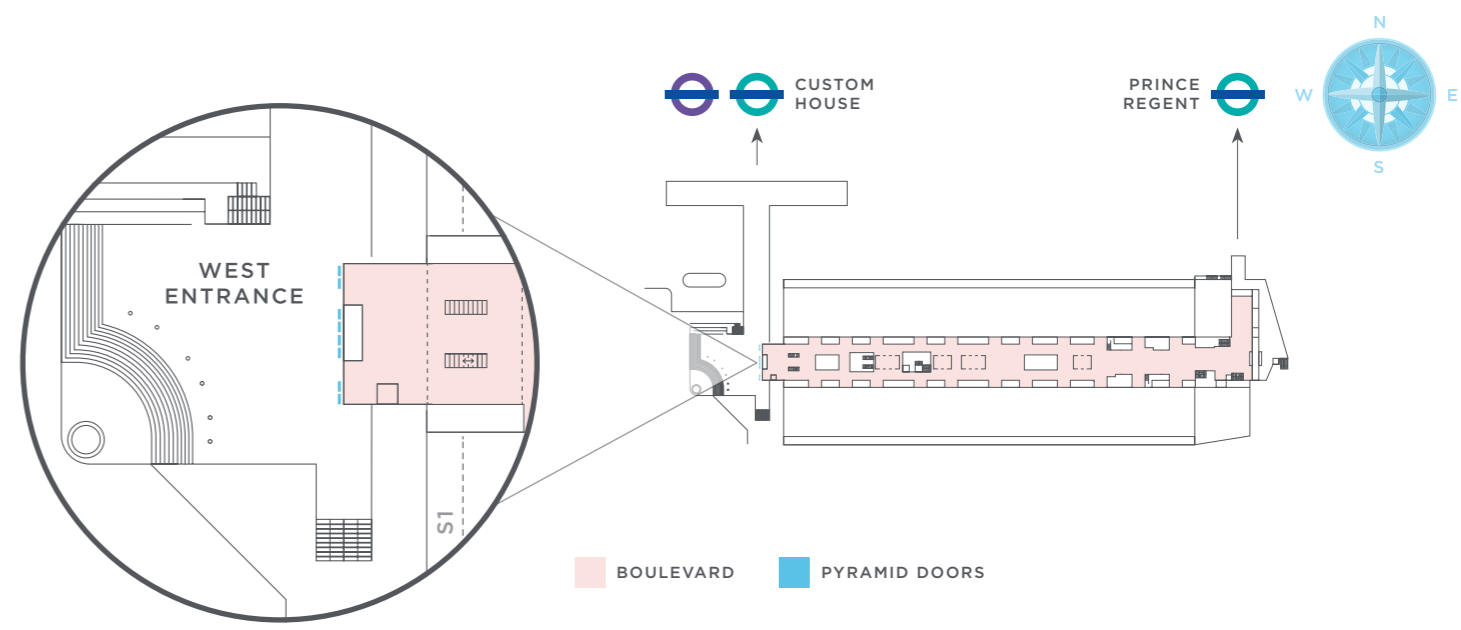 N
CUSTOM
HOUSE
PRINCE
REGENT
W
E
S
WEST
ENTRANCE
S1
BOULEVARD
PYRAMID DOORS